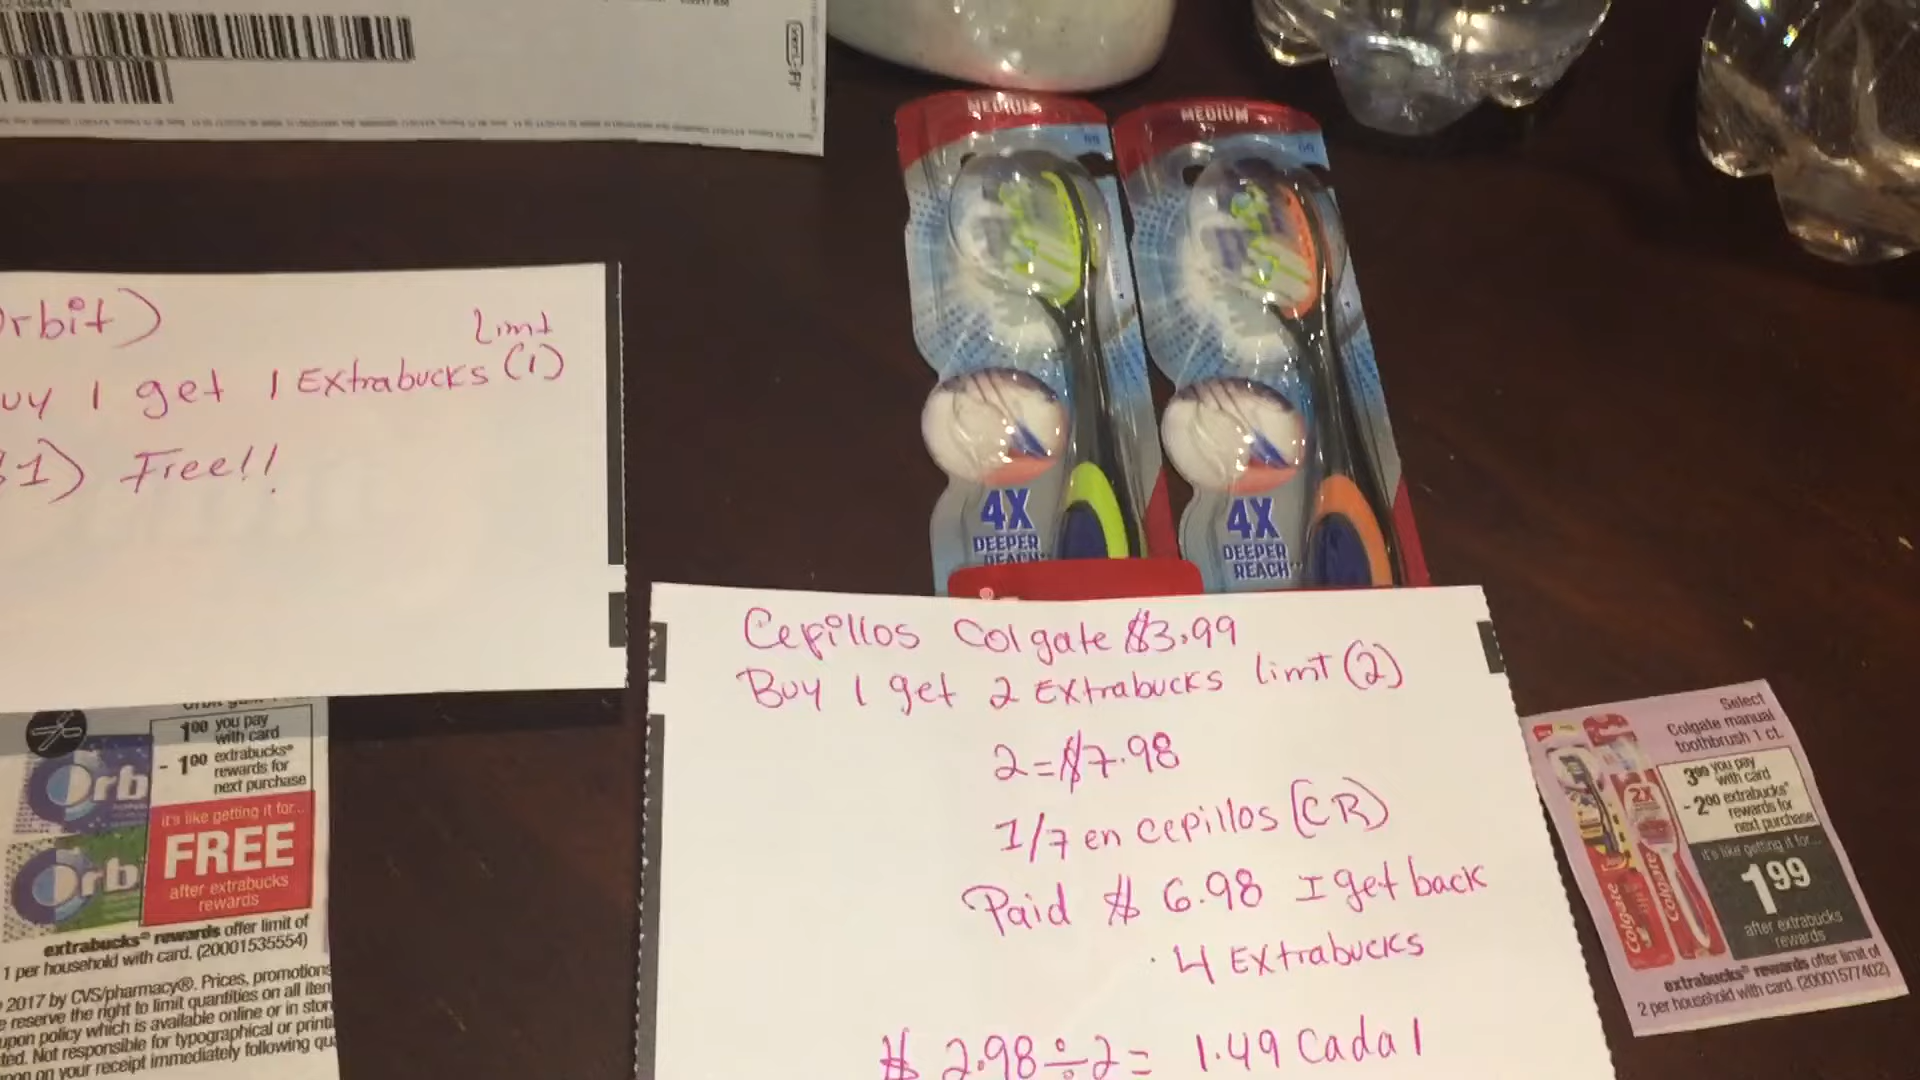 MEDIUM
MEDIUM
rbit)
Limt
uy 1 get 1 Extrabucks (1)
1) Free!!
4X
DEEPER
REACH
4X
DEEPER
REACH
Cepillos Colgate $3.99
Buy 1 get 2 Extrabucks limt (2)
2=$7.98
1/7 en cepillos (CR)
Paid $ 6.98 I get back
4 Extrabucks
$ 2.98÷2= 1.49 Cada 1
1.00 you pay
with card
- 1.00 extrabucks®
rewards for
next purchase
it's like getting it for...
FREE
after extrabucks
rewards
Orb
Orb
extrabucks® rewards offer limit of
1 per household with card. (20001535554)
2017 by CVS/pharmacy®. Prices, promotions
reserve the right to limit quantities on all
upon policy which is available online or in
ted. Not responsible for typographical or
on your receipt immediately following
Select
Colgate manual
toothbrush 1 ct.
3.99 you pay
with card
- 2.00 extrabucks®
rewards for
next purchase
it's like getting it for...
1.99
after extrabucks
rewards
2X
Colgate
Colgate
extrabucks® rewards offer limit of
2 per household with card. (20001577402)